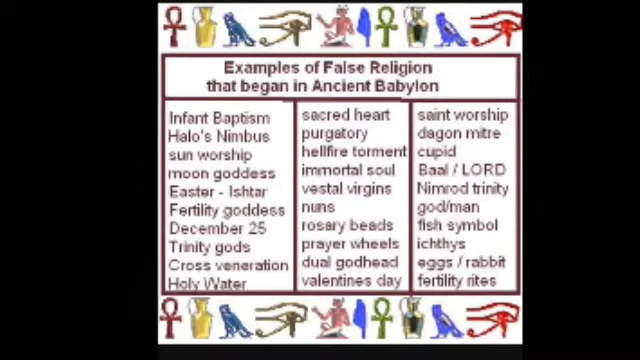 Examples of False Religion
that began in Ancient Babylon
Infant Baptism
Halo's Nimbus
sun worship
moon goddess
Easter - Ishtar
Fertility goddess
December 25
Trinity gods
Cross veneration
Holy Water
sacred heart
purgatory
hellfire torment
immortal soul
vestal virgins
nuns
rosary beads
prayer wheels
dual godhead
valentines day
saint worship
dagon mitre
cupid
Baal / LORD
Nimrod trinity
god/man
fish symbol
ichthys
eggs / rabbit
fertility rites